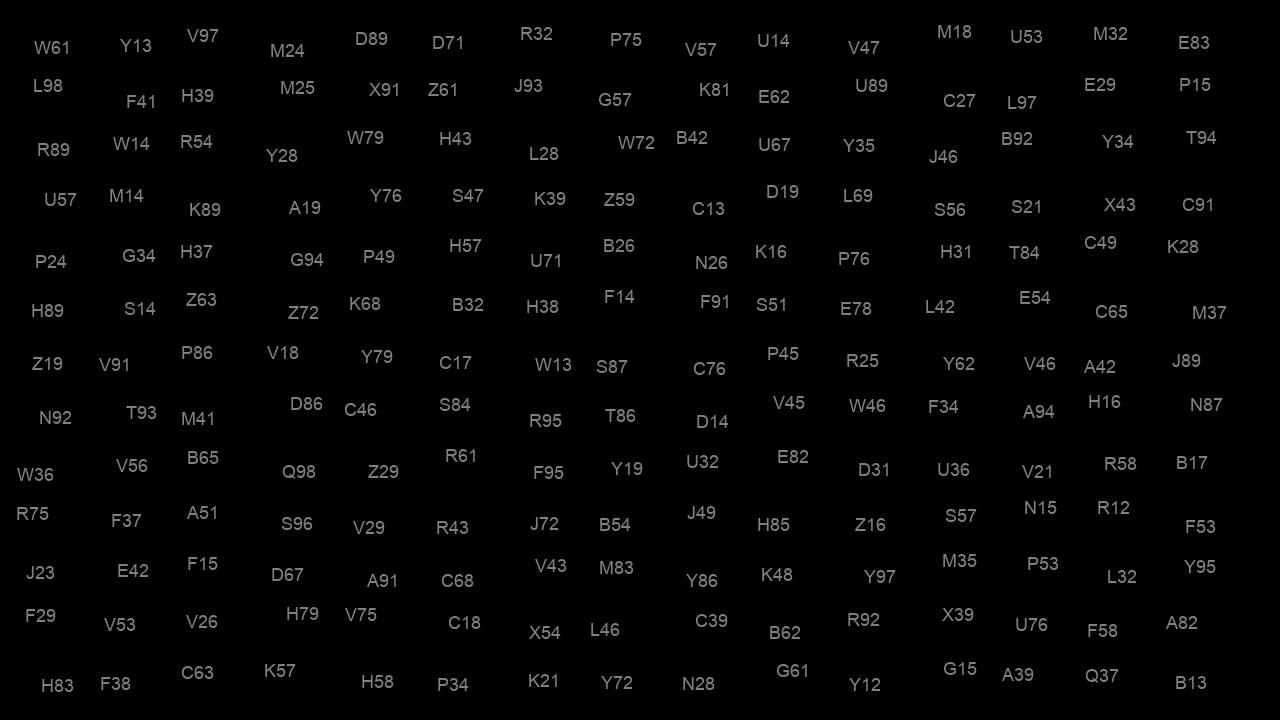 W61 Y13 V97 M24 D89 D71 R32 P75 V57 U14 V47 M18 U53 M32 E83
L98 F41 H39 M25 X91 Z61 J93 G57 K81 E62 U89 C27 L97 E29 P15
R89 W14 R54 Y28 W79 H43 L28 W72 B42 U67 Y35 J46 B92 Y34 T94
U57 M14 K89 A19 Y76 S47 K39 Z59 C13 D19 L69 S56 S21 X43 C91
P24 G34 H37 G94 P49 H57 U71 B26 N26 K16 P76 H31 T84 C49 K28
H89 S14 Z63 Z72 K68 B32 H38 F14 F91 S51 E78 L42 E54 C65 M37
Z19 V91 P86 V18 Y79 C17 W13 S87 C76 P45 R25 Y62 V46 A42 J89
N92 T93 M41 D86 C46 S84 R95 T86 D14 V45 W46 F34 A94 H16 N87
W36 V56 B65 Q98 Z29 R61 F95 Y19 U32 E82 D31 U36 V21 R58 B17
R75 F37 A51 S96 V29 R43 J72 B54 J49 H85 Z16 S57 N15 R12 F53
J23 E42 F15 D67 A91 C68 V43 M83 Y86 K48 Y97 M35 P53 L32 Y95
F29 V53 V26 H79 V75 C18 X54 L46 C39 B62 R92 X39 U76 F58 A82
H83 F38 C63 K57 H58 P34 K21 Y72 N28 G61 Y12 G15 A39 Q37 B13